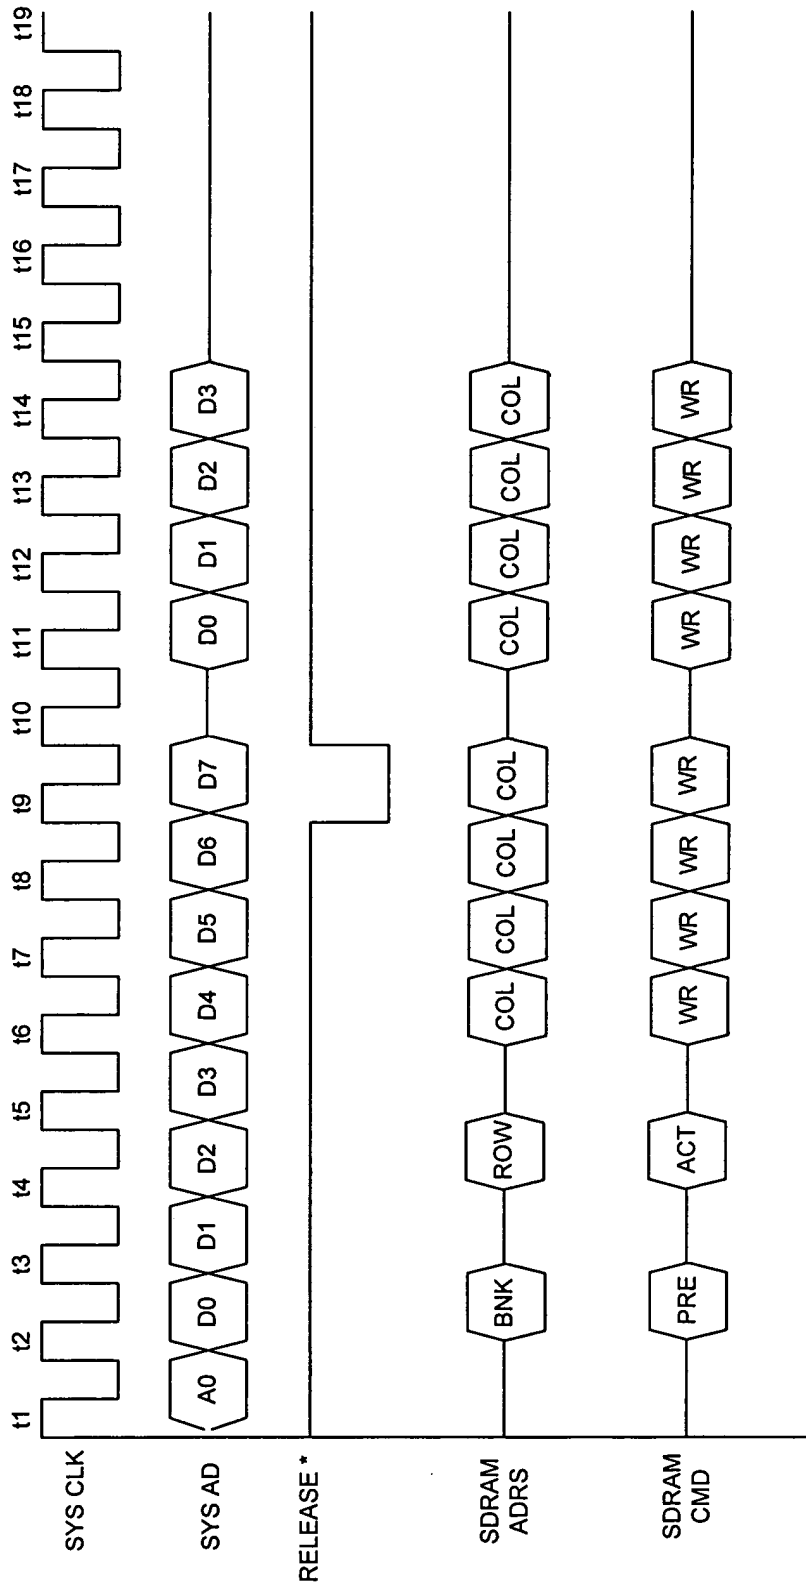 t1 t2 t3 t4 t5 t6 t7 t8 t9 t10 t11 t12 t13 t14 t15 t16 t17 t18 t19
SYS CLK
SYS AD A0 D0 D1 D2 D3 D4 D5 D6 D7 D0 D1 D2 D3
RELEASE *
SDRAM
ADRS
BNK ROW COL COL COL COL COL COL COL COL
SDRAM
CMD
PRE ACT WR WR WR WR WR WR WR WR